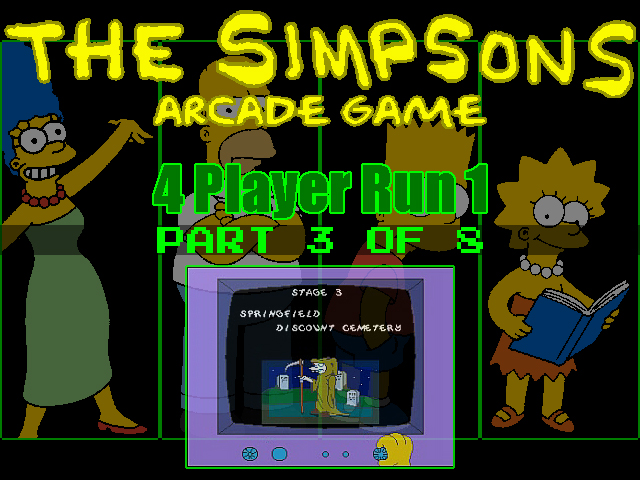 THE SIMPSONS
ARCADE GAME
4 Player Run 1
PART 3 OF 8
STAGE 3
SPRINGFIELD
DISCOUNT CEMETERY